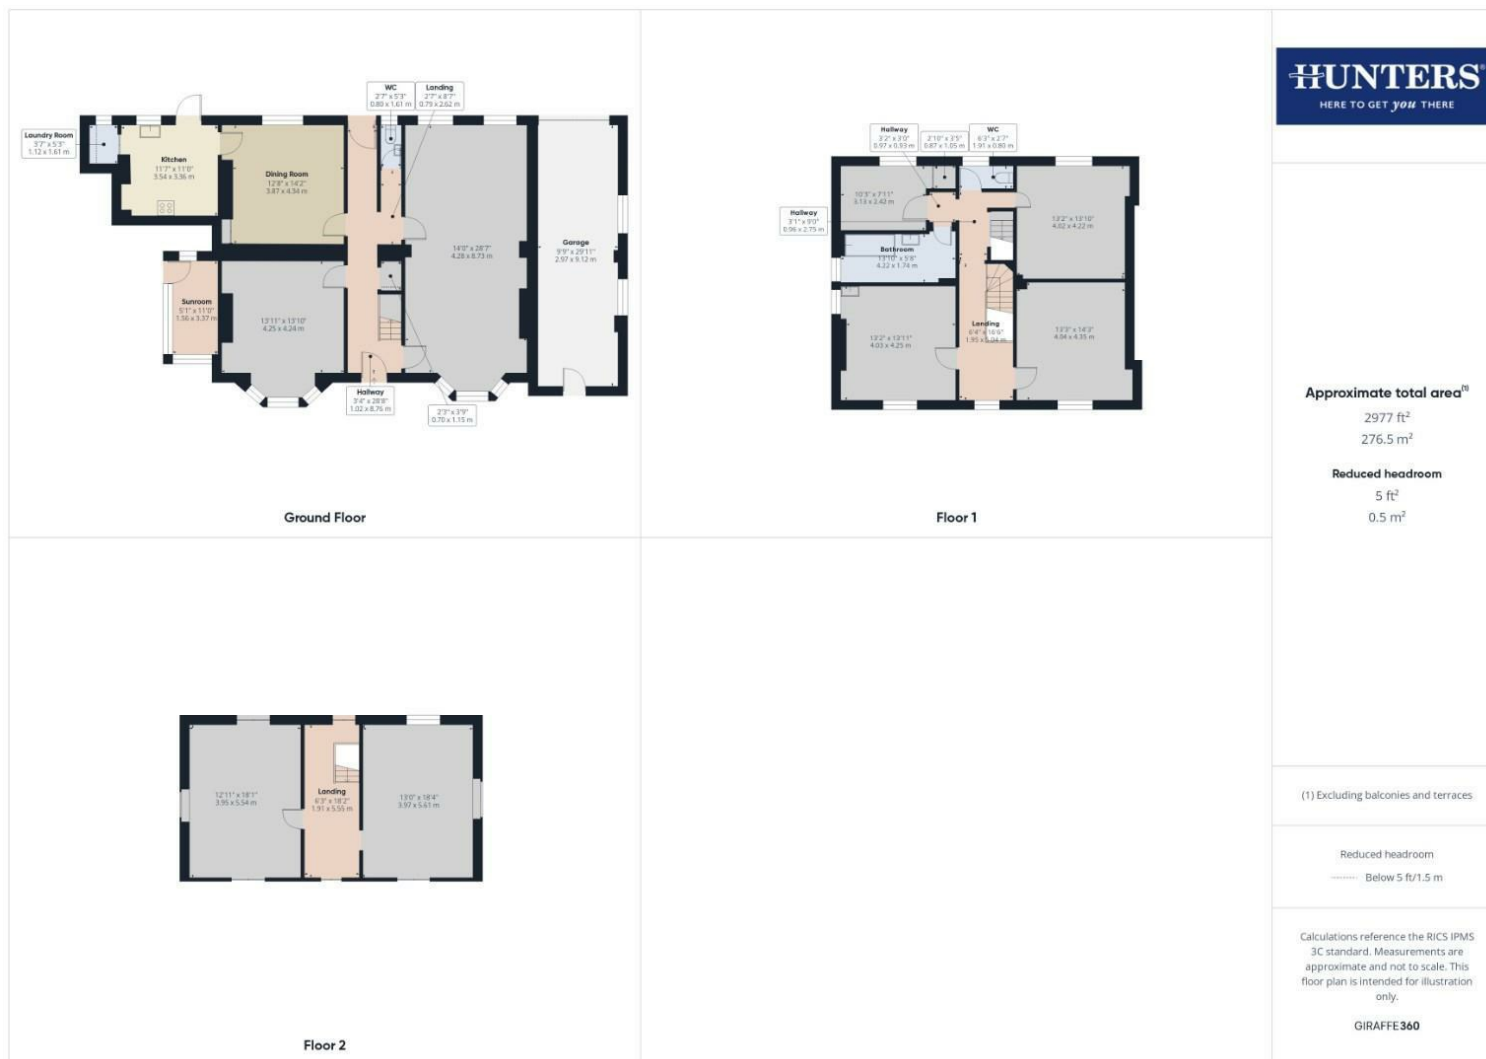 WC
2'7" x 5'3"
0.80 x 1.61 m
Landing
2'7" x 8'7"
0.79 x 2.62 m
Laundry Room
3'7" x 5'3"
1.12 x 1.61 m
Kitchen
11'7" x 11'0"
3.54 x 3.36 m
Dining Room
12'8" x 14'2"
3.87 x 4.34 m
14'0" x 28'7"
4.28 x 8.73 m
Garage
9'9" x 29'11"
2.97 x 9.12 m
Sunroom
5'1" x 11'0"
1.56 x 3.37 m
13'11" x 13'10"
4.25 x 4.24 m
Hallway
3'4" x 28'8"
1.02 x 8.76 m
2'3" x 3'9"
0.70 x 1.15 m
Ground Floor
Hallway
3'2" x 3'0"
0.97 x 0.93 m
2'10" x 3'5"
0.87 x 1.05 m
WC
6'3" x 2'7"
1.91 x 0.80 m
10'3" x 7'11"
3.13 x 2.42 m
Hallway
3'1" x 9'0"
0.96 x 2.75 m
13'2" x 13'10"
4.02 x 4.22 m
Bathroom
13'10" x 5'8"
4.22 x 1.74 m
13'2" x 13'11"
4.03 x 4.25 m
Landing
6'4" x 16'6"
1.95 x 5.04 m
13'3" x 14'3"
4.04 x 4.35 m
Floor 1
12'11" x 18'1"
3.95 x 5.54 m
Landing
6'3" x 18'2"
1.91 x 5.55 m
13'0" x 18'4"
3.97 x 5.61 m
Floor 2
HUNTERS®
HERE TO GET you THERE
Approximate total area(1)
2977 ft²
276.5 m²
Reduced headroom
5 ft²
0.5 m²
(1) Excluding balconies and terraces
Reduced headroom
Below 5 ft/1.5 m
Calculations reference the RICS IPMS
3C standard. Measurements are
approximate and not to scale. This
floor plan is intended for illustration
only.
GIRAFFE360